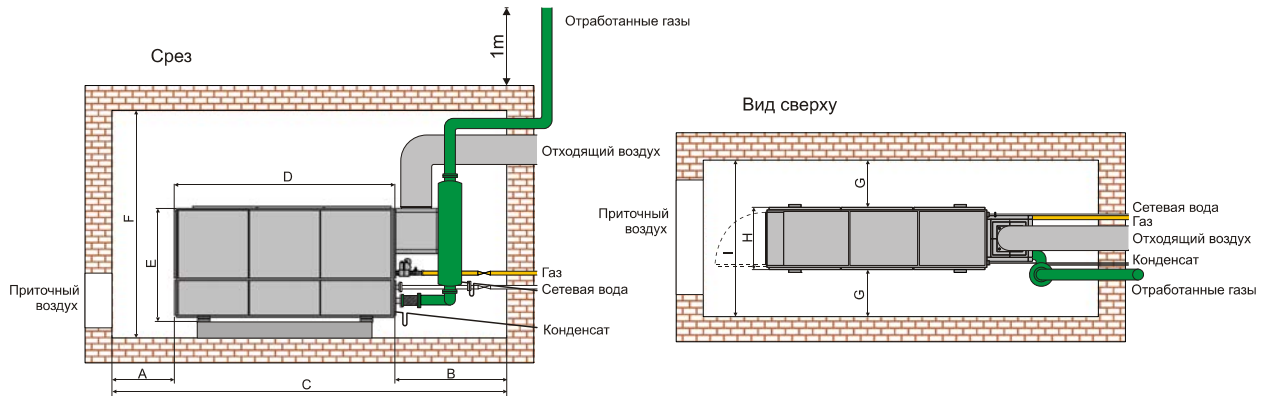 Срез
1m
Отработанные газы
Отходящий воздух
D
F
E
Газ
Сетевая вода
Приточный
воздух
Конденсат
A
B
C
Вид сверху
G
Приточный
воздух
H
I
G
Сетевая вода
Газ
Отходящий воздух
Конденсат
Отработанные газы